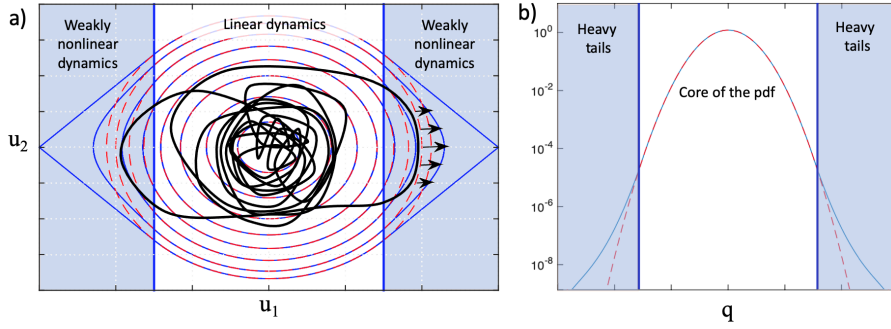 a)
Weakly
nonlinear
dynamics
Linear dynamics
Weakly
nonlinear
dynamics
u2
u1
b)
Heavy
tails
Core of the pdf
Heavy
tails
10^0
10^-2
10^-4
10^-6
10^-8
q